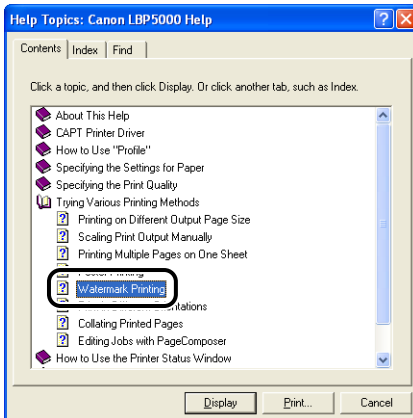 Help Topics: Canon LBP5000 Help
Contents Index Find
Click a topic, and then click Display. Or click another tab, such as Index.
About This Help
CAPT Printer Driver
How to Use "Profile"
Specifying the Settings for Paper
Specifying the Print Quality
Trying Various Printing Methods
Printing on Different Output Page Size
Scaling Print Output Manually
Printing Multiple Pages on One Sheet
Printing
Watermark Printing
Collating Printed Pages
Editing Jobs with PageComposer
How to Use the Printer Status Window
Display Print... Cancel